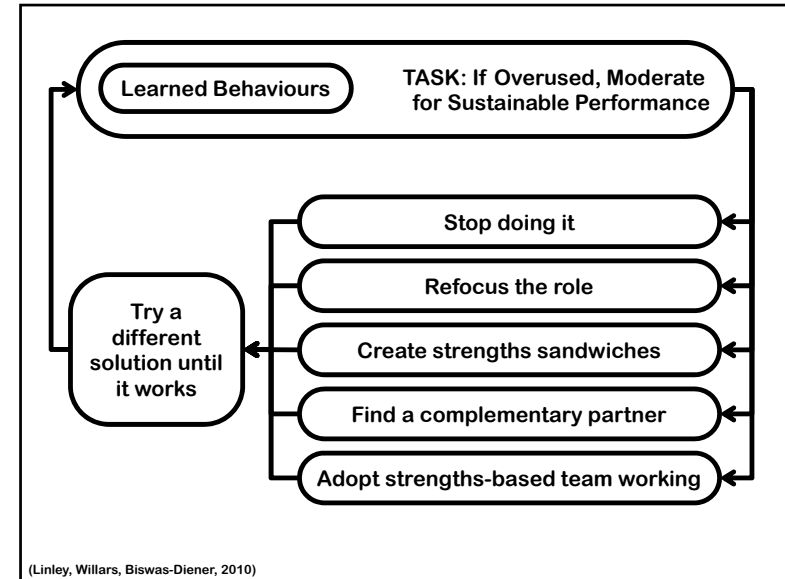 Learned Behaviours
TASK: If Overused, Moderate
for Sustainable Performance
Stop doing it
Refocus the role
Create strengths sandwiches
Find a complementary partner
Adopt strengths-based team working
Try a
different
solution until
it works
(Linley, Willars, Biswas-Diener, 2010)